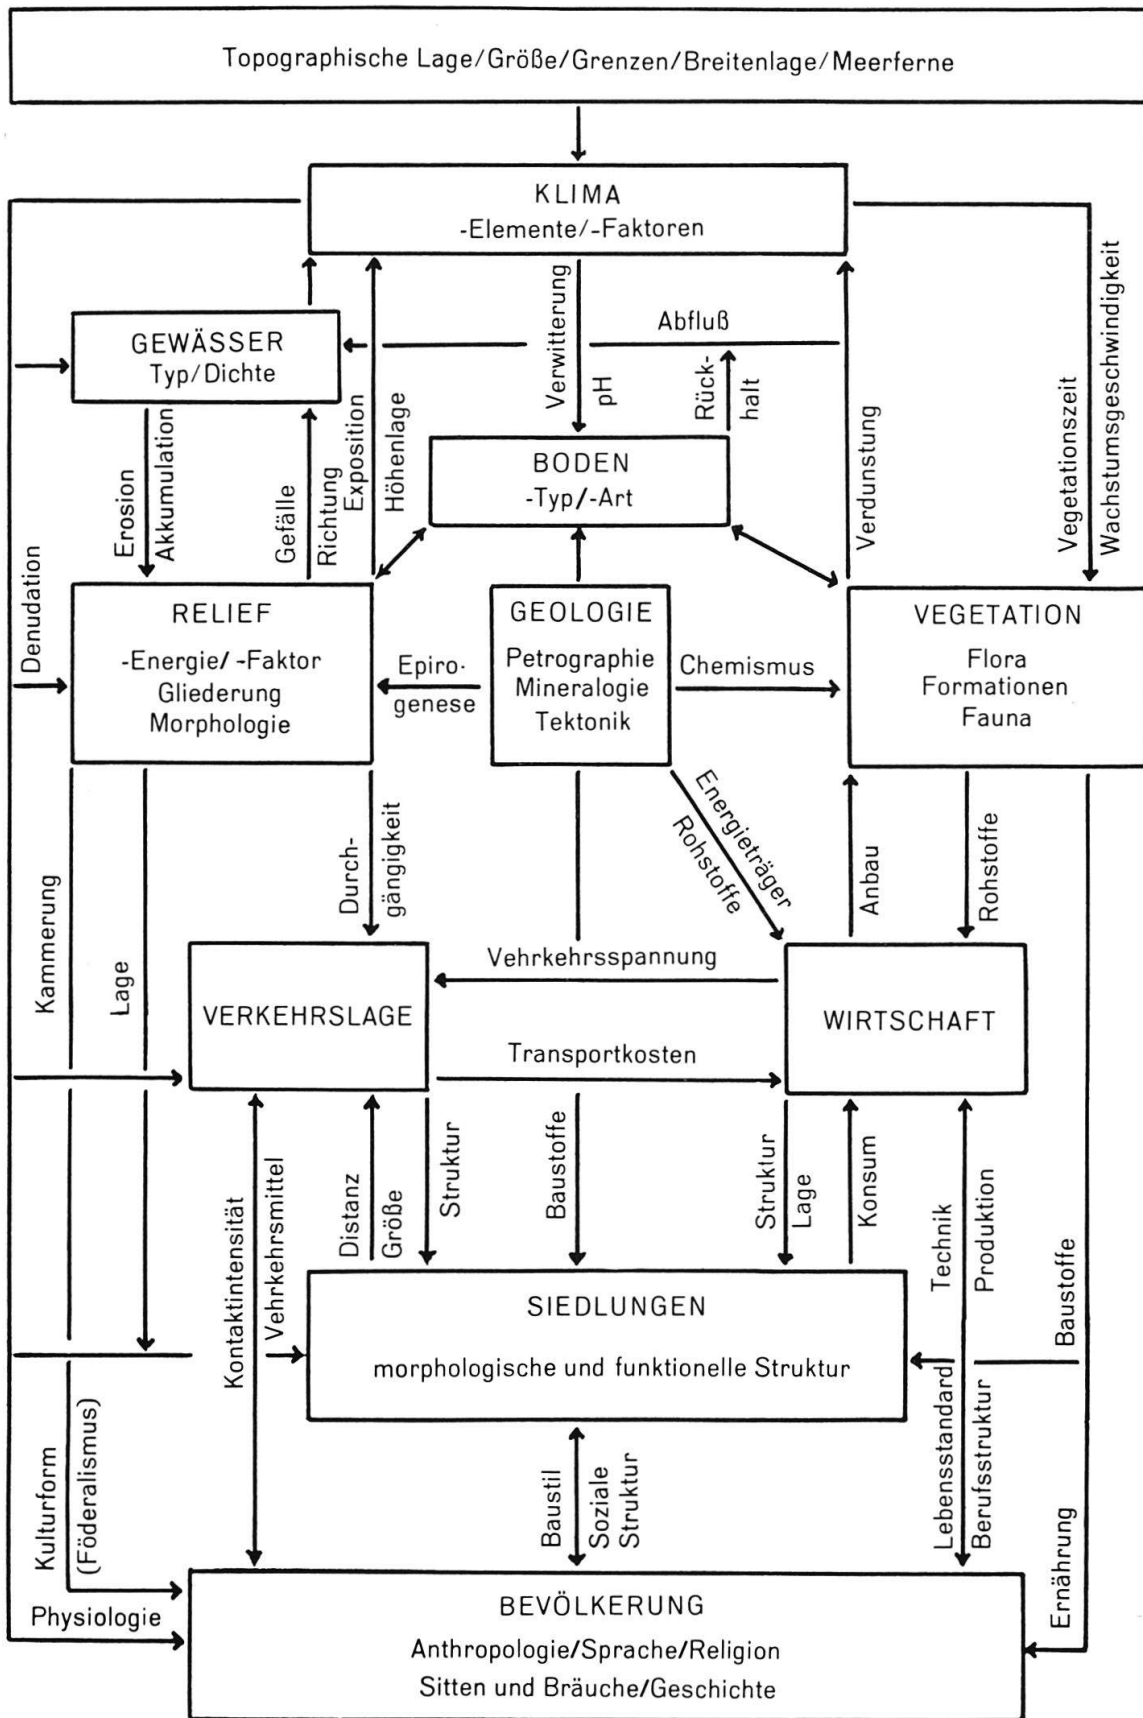 Topographische Lage/Größe/Grenzen/Breitenlage/Meerferne
KLIMA
-Elemente/-Faktoren
GEWÄSSER
Typ/Dichte
Abfluß
Verwitterung
pH
Rück-
halt
Verdunstung
Vegetationszeit
Wachstumsgeschwindigkeit
BODEN
-Typ/-Art
Erosion
Akkumulation
Gefälle
Richtung
Exposition
Höhenlage
Denudation
RELIEF
-Energie/ -Faktor
Gliederung
Morphologie
Epiro-
genese
GEOLOGIE
Petrographie
Mineralogie
Tektonik
Chemismus
VEGETATION
Flora
Formationen
Fauna
Kammerung
Lage
Durch-
gängigkeit
Energieträger
Rohstoffe
Anbau
Rohstoffe
VERKEHRSLAGE
Vehrkehrsspannung
Transportkosten
WIRTSCHAFT
Kontaktintensität
Vehrkehrsmittel
Distanz
Größe
Struktur
Baustoffe
Struktur
Lage
Konsum
Technik
Produktion
Baustoffe
SIEDLUNGEN
morphologische und funktionelle Struktur
Kulturform
(Föderalismus)
Baustil
Soziale
Struktur
Lebensstandard
Berufsstruktur
Ernährung
Physiologie
BEVÖLKERUNG
Anthropologie/Sprache/Religion
Sitten und Bräuche/Geschichte